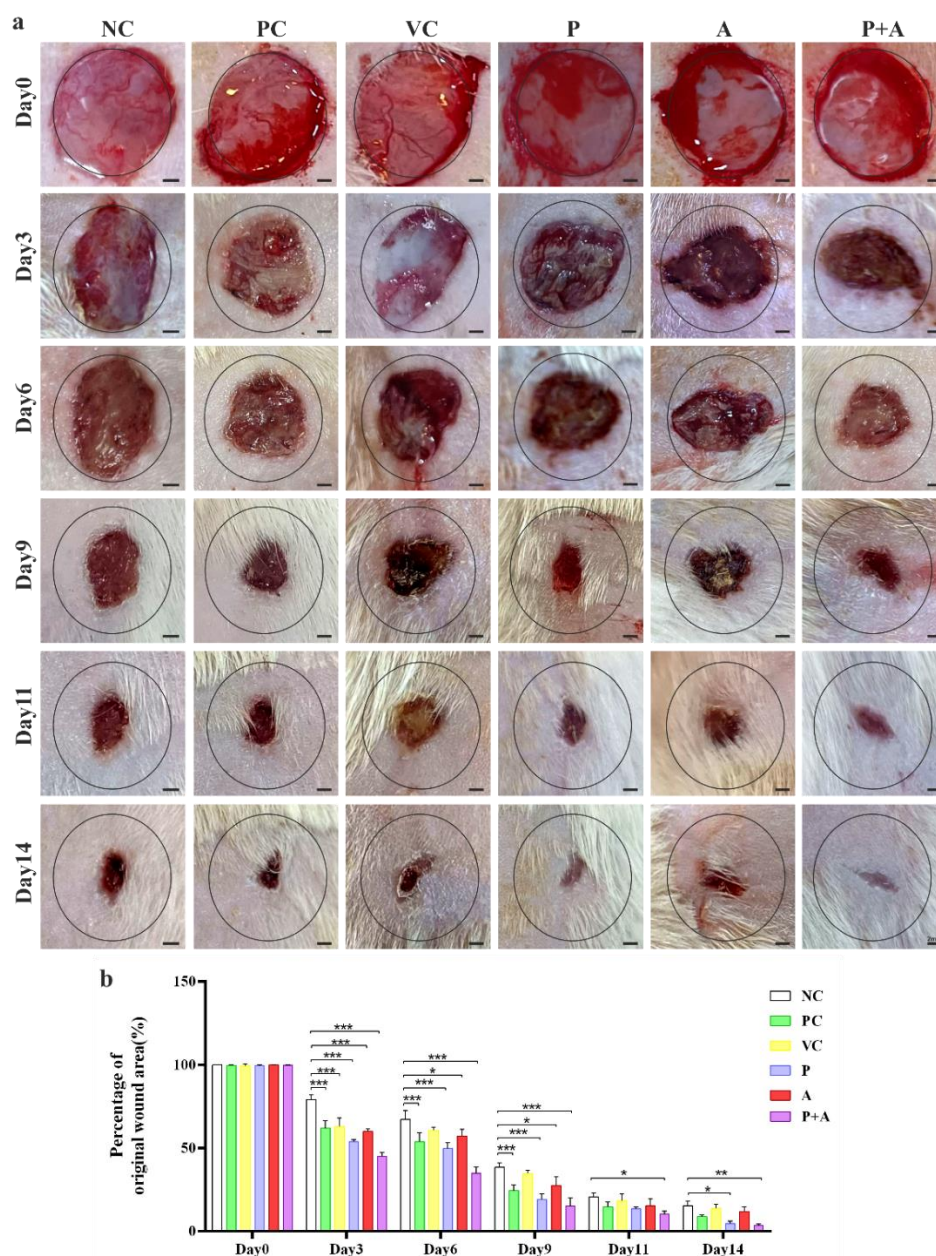 a
NC PC VC P A P+A
Day0
Day3
Day6
Day9
Day11
Day14
b
Percentage of
original wound area(%)
150
100
50
0
NC
PC
VC
P
A
P+A
***
***
***
***
***
***
*
***
***
***
*
***
***
*
**
*
Day0 Day3 Day6 Day9 Day11 Day14